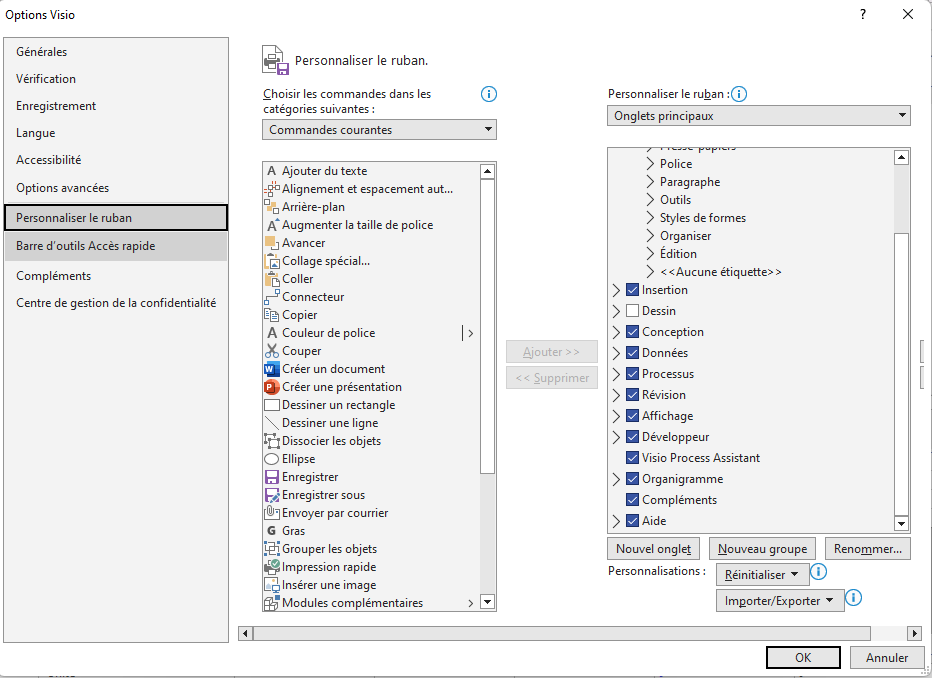 Options Visio
?
Générales
Vérification
Enregistrement
Langue
Accessibilité
Options avancées
Personnaliser le ruban
Barre d'outils Accès rapide
Compléments
Centre de gestion de la confidentialité
Personnaliser le ruban.
Choisir les commandes dans les
catégories suivantes :
Commandes courantes
Ajouter du texte
Alignement et espacement aut...
Arrière-plan
Augmenter la taille de police
Avancer
Collage spécial...
Coller
Connecteur
Copier
Couleur de police
Couper
Créer un document
Créer une présentation
Dessiner un rectangle
Dessiner une ligne
Dissocier les objets
Ellipse
Enregistrer
Enregistrer sous
Envoyer par courrier
Gras
Grouper les objets
Impression rapide
Insérer une image
Modules complémentaires
Ajouter >>
<< Supprimer
Personnaliser le ruban :
Onglets principaux
Presse-papiers
Police
Paragraphe
Outils
Styles de formes
Organiser
Édition
<<Aucune étiquette>>
Insertion
Dessin
Conception
Données
Processus
Révision
Affichage
Développeur
Visio Process Assistant
Organigramme
Compléments
Aide
Nouvel onglet
Nouveau groupe
Renommer...
Personnalisations :
Réinitialiser
Importer/Exporter
OK
Annuler